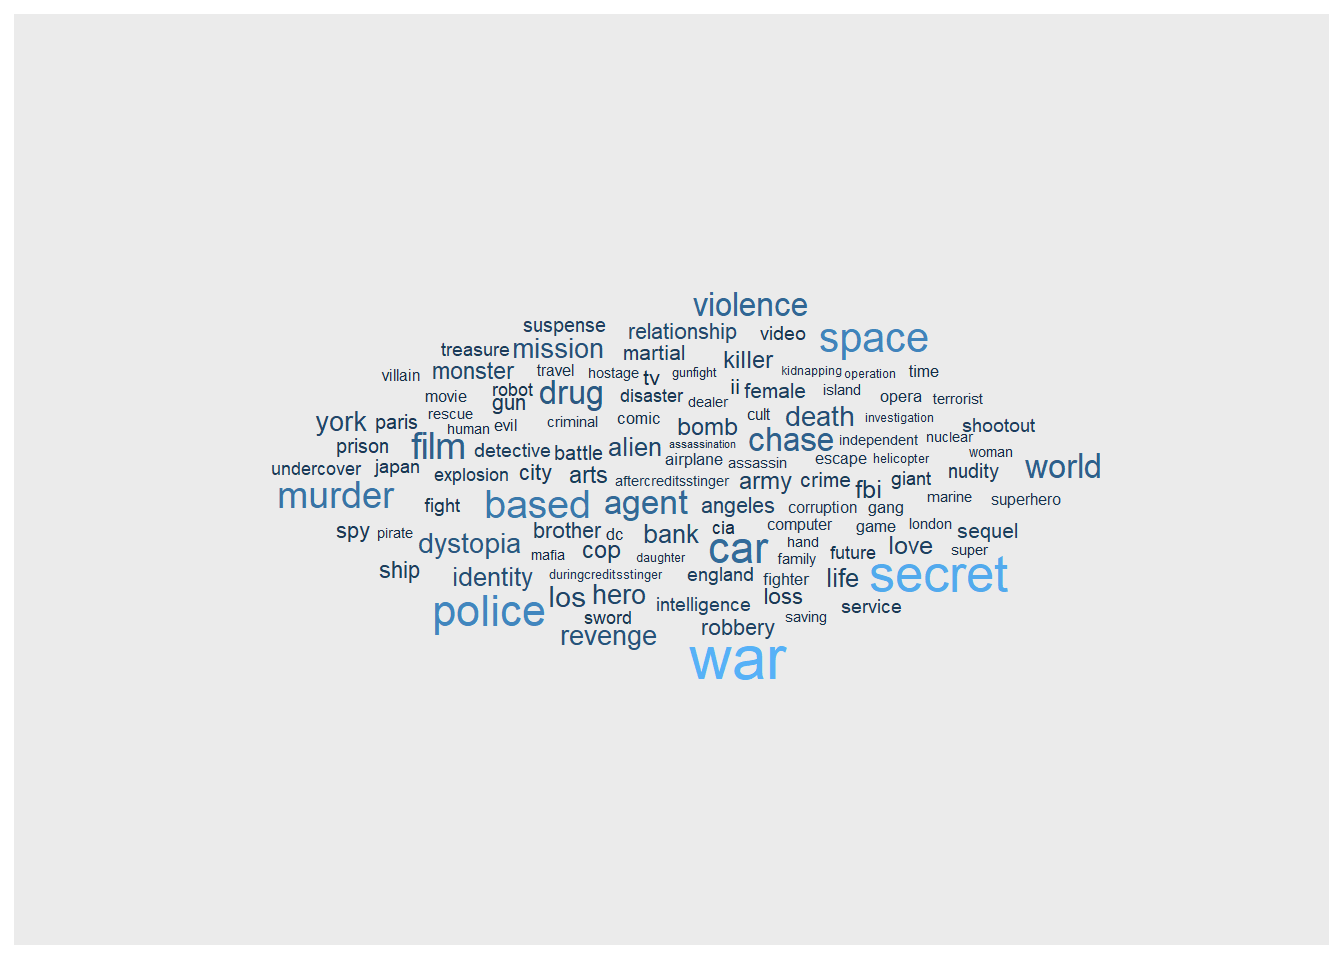 violence
suspense relationship video space
treasure mission martial killer
villain monster travel hostage tv gunfight kidnapping operation time
movie robot gun drug disaster dealer ii female island opera terrorist
york paris rescue human evil criminal comic bomb cult death investigation shootout
prison film detective battle alien assassination chase independent nuclear woman
undercover japan explosion city arts airplane assassin escape helicopter nudity world
murder fight based agent aftercreditsstinger angeles army crime fbi giant corruption gang marine superhero
spy pirate brother dc bank cia computer game london sequel
dystopia mafia cop daughter car hand family future love super
ship identity duringcreditsstinger england fighter life secret
police los hero intelligence loss service
sword revenge robbery saving
war